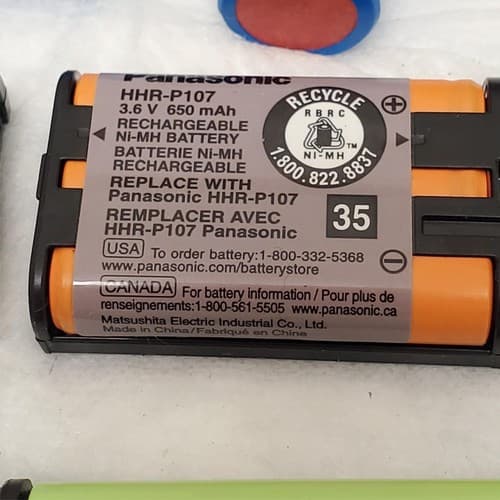 Panasonic
HHR-P107
3.6 V 650 mAh
RECHARGEABLE
NI-MH BATTERY
BATTERIE NI-MH
RECHARGEABLE
REPLACE WITH
Panasonic HHR-P107
REMPLACER AVEC
HHR-P107 Panasonic
RECYCLE
RBRC
TM
NI-MH
1.800.822.8837
+
35
−
USA To order battery:1-800-332-5368
www.panasonic.com/batterystore
CANADA For battery information / Pour plus de
renseignements:1-800-561-5505 www.panasonic.ca
Matsushita Electric Industrial Co., Ltd.
Made in China/Fabriqué en Chine